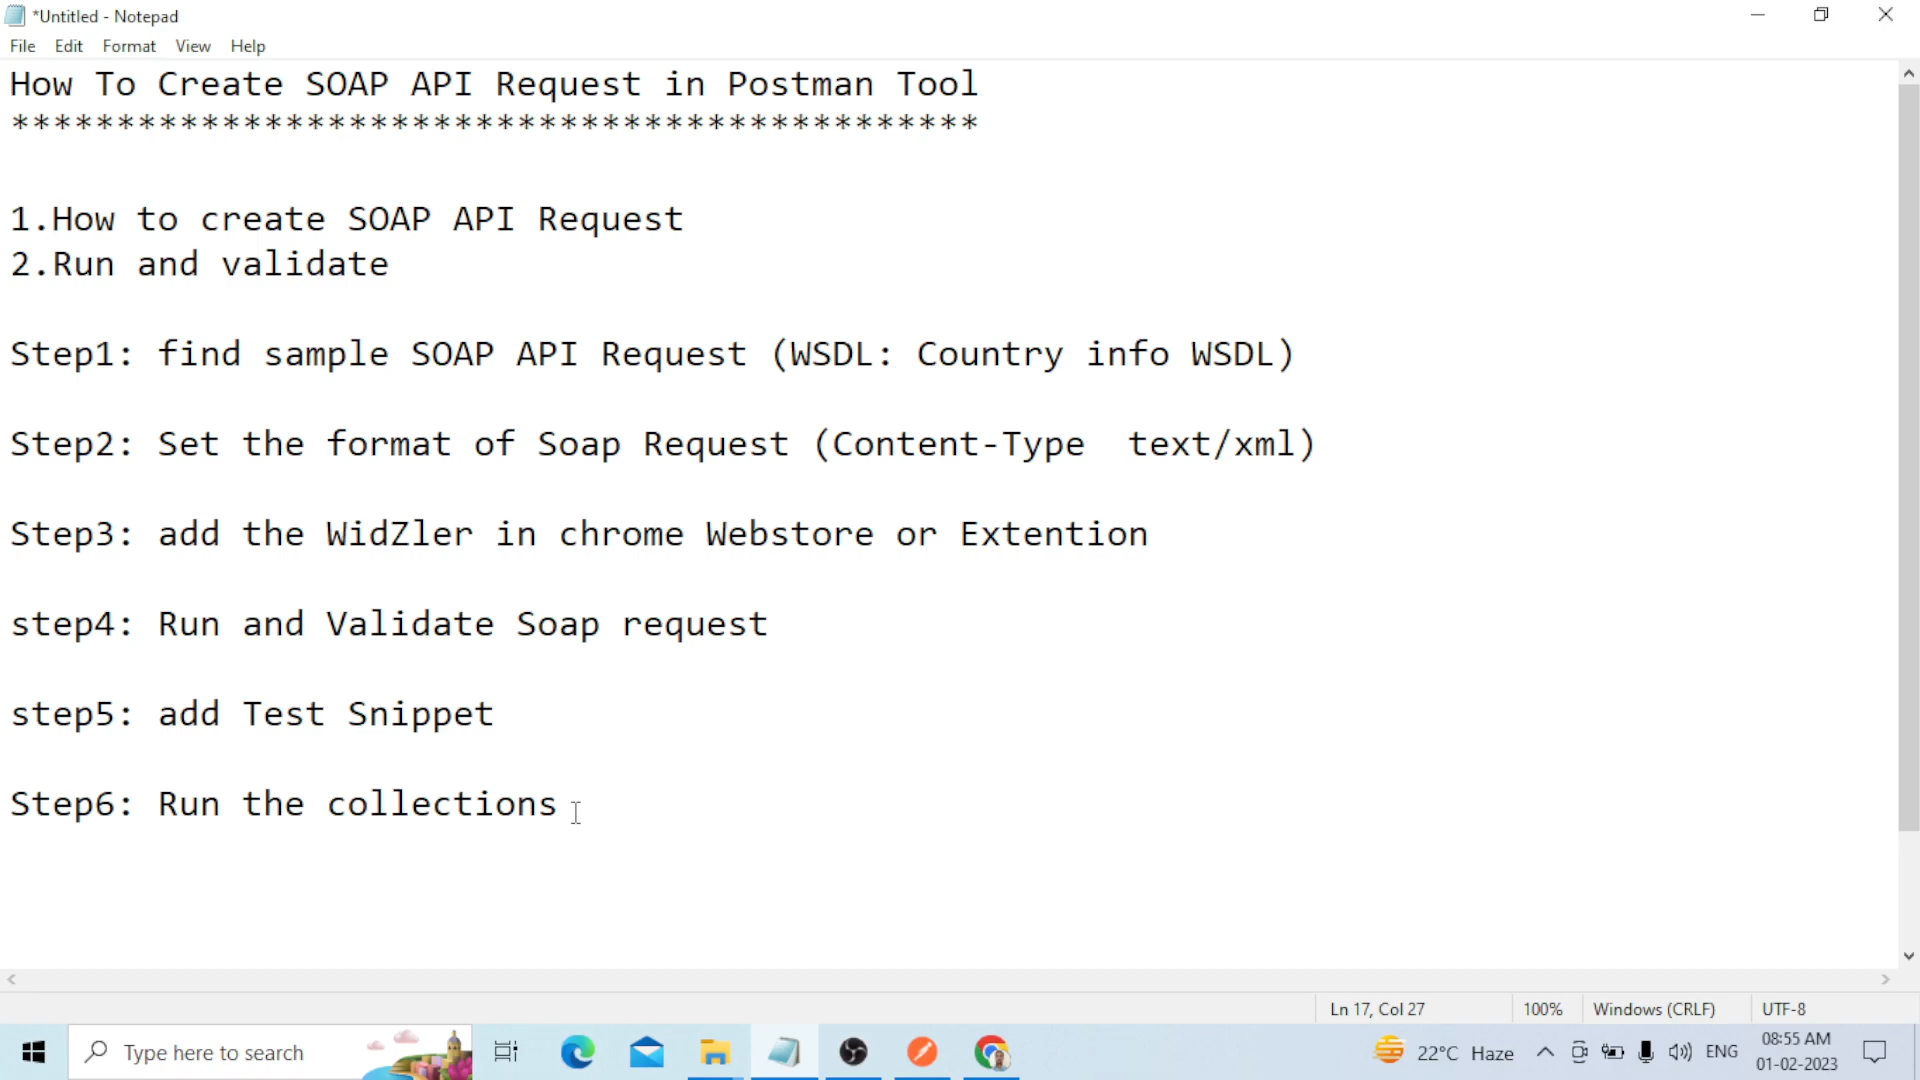 *Untitled - Notepad
File Edit Format View Help
How To Create SOAP API Request in Postman Tool
**********************************************
1.How to create SOAP API Request
2.Run and validate
Step1: find sample SOAP API Request (WSDL: Country info WSDL)
Step2: Set the format of Soap Request (Content-Type  text/xml)
Step3: add the WidZler in chrome Webstore or Extention
step4: Run and Validate Soap request
step5: add Test Snippet
Step6: Run the collections
Ln 17, Col 27 100% Windows (CRLF) UTF-8
Type here to search 22°C Haze ENG 08:55 AM
01-02-2023